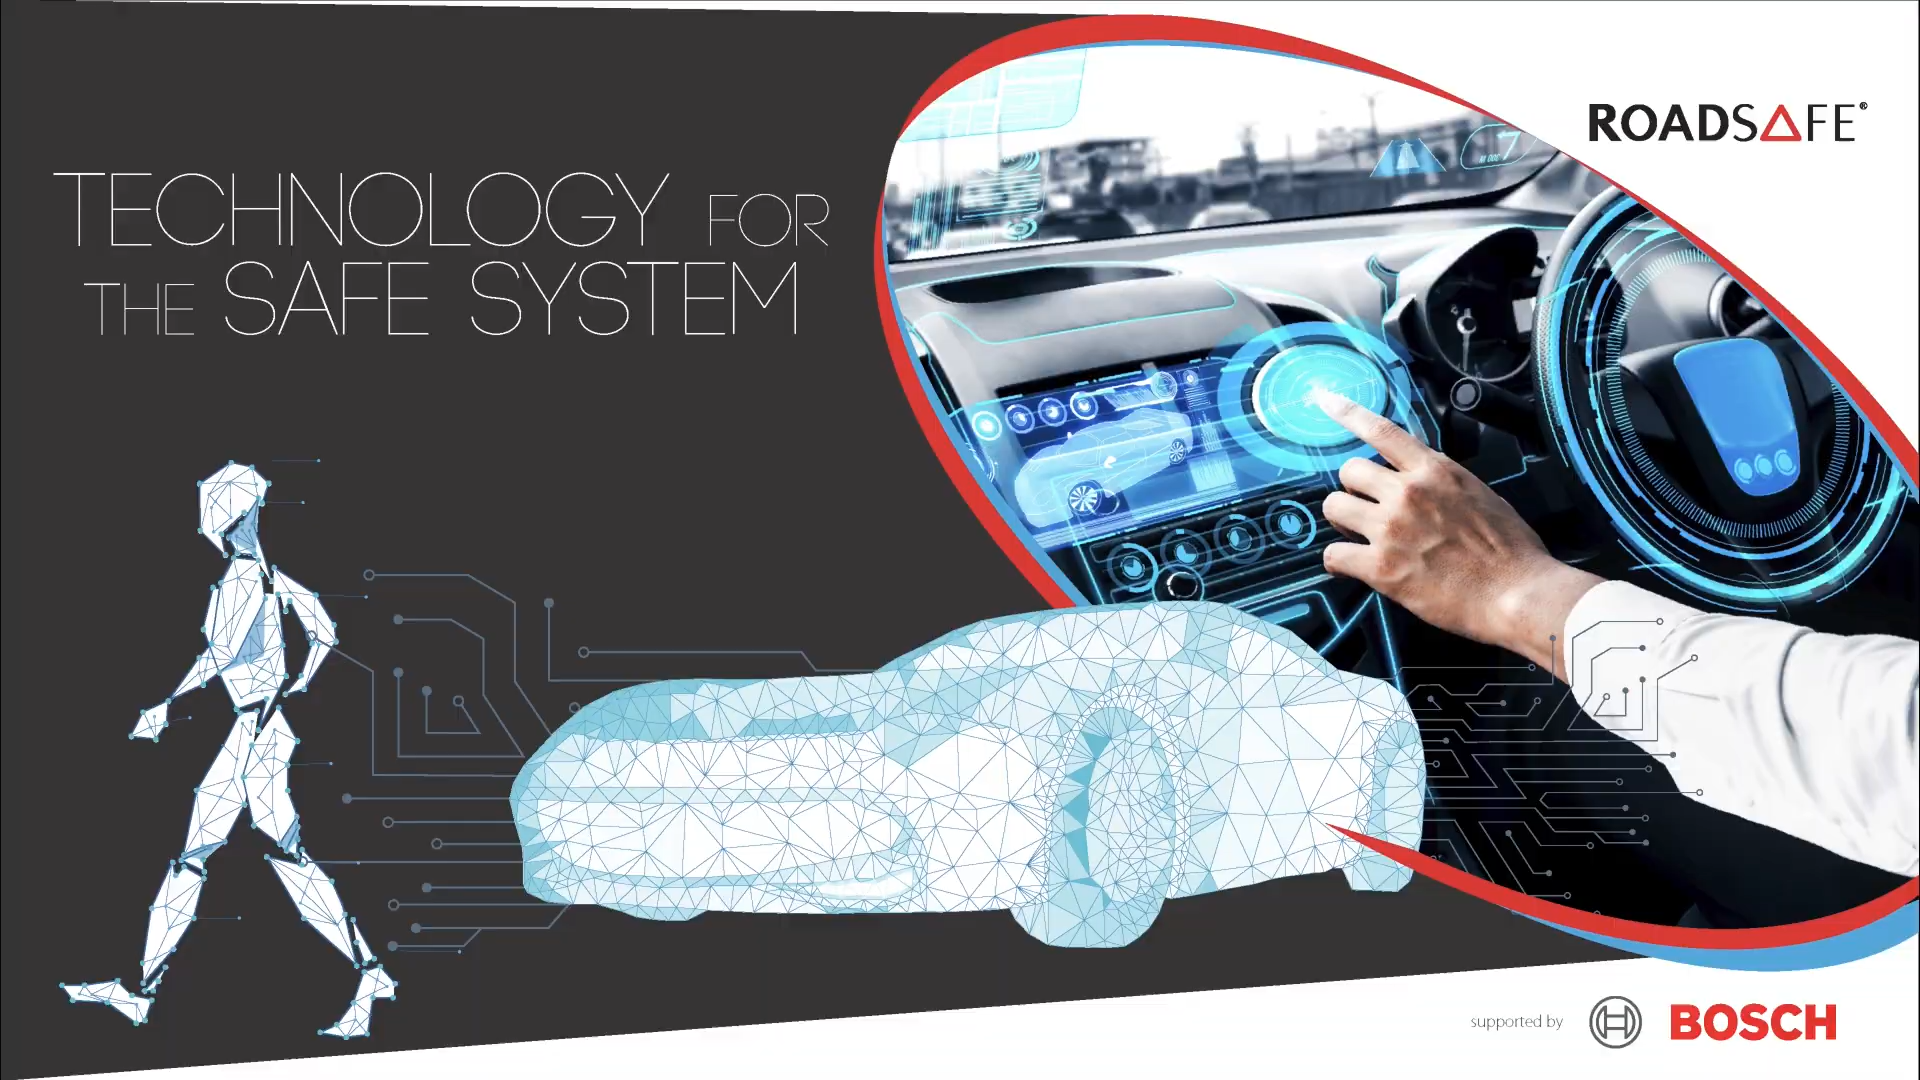 TECHNOLOGY FOR
THE SAFE SYSTEM
ROADSAFE®
supported by
BOSCH